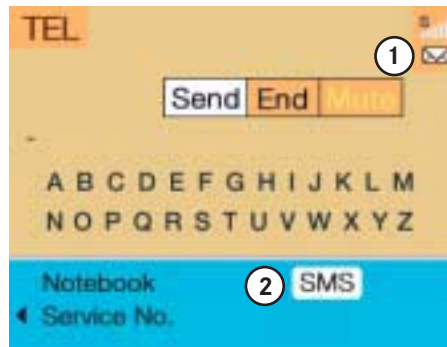 TEL
1
Send End Mute
-
A B C D E F G H I J K L M
N O P Q R S T U V W X Y Z
Notebook 2 SMS
Service No.